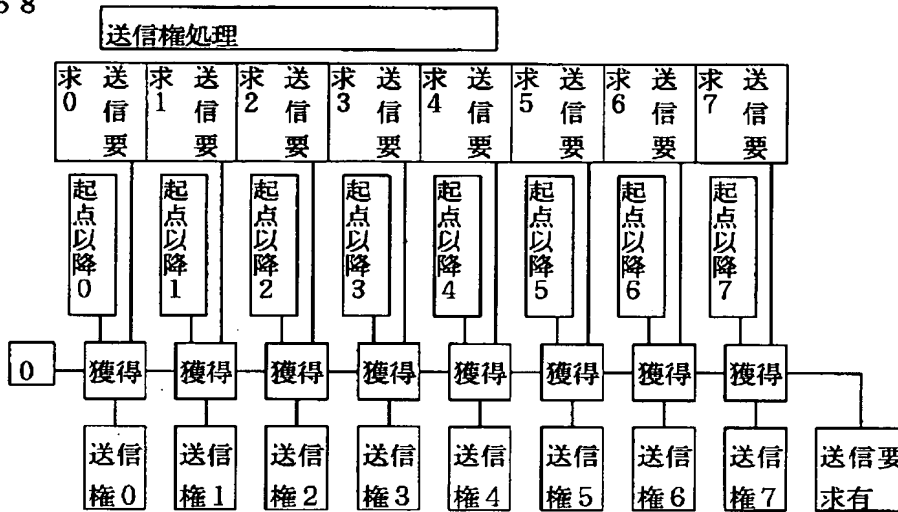 送信権処理
送信要求0
送信要求1
送信要求2
送信要求3
送信要求4
送信要求5
送信要求6
送信要求7
起点以降0
起点以降1
起点以降2
起点以降3
起点以降4
起点以降5
起点以降6
起点以降7
0
獲得
獲得
獲得
獲得
獲得
獲得
獲得
獲得
送信権0
送信権1
送信権2
送信権3
送信権4
送信権5
送信権6
送信権7
送信要求有